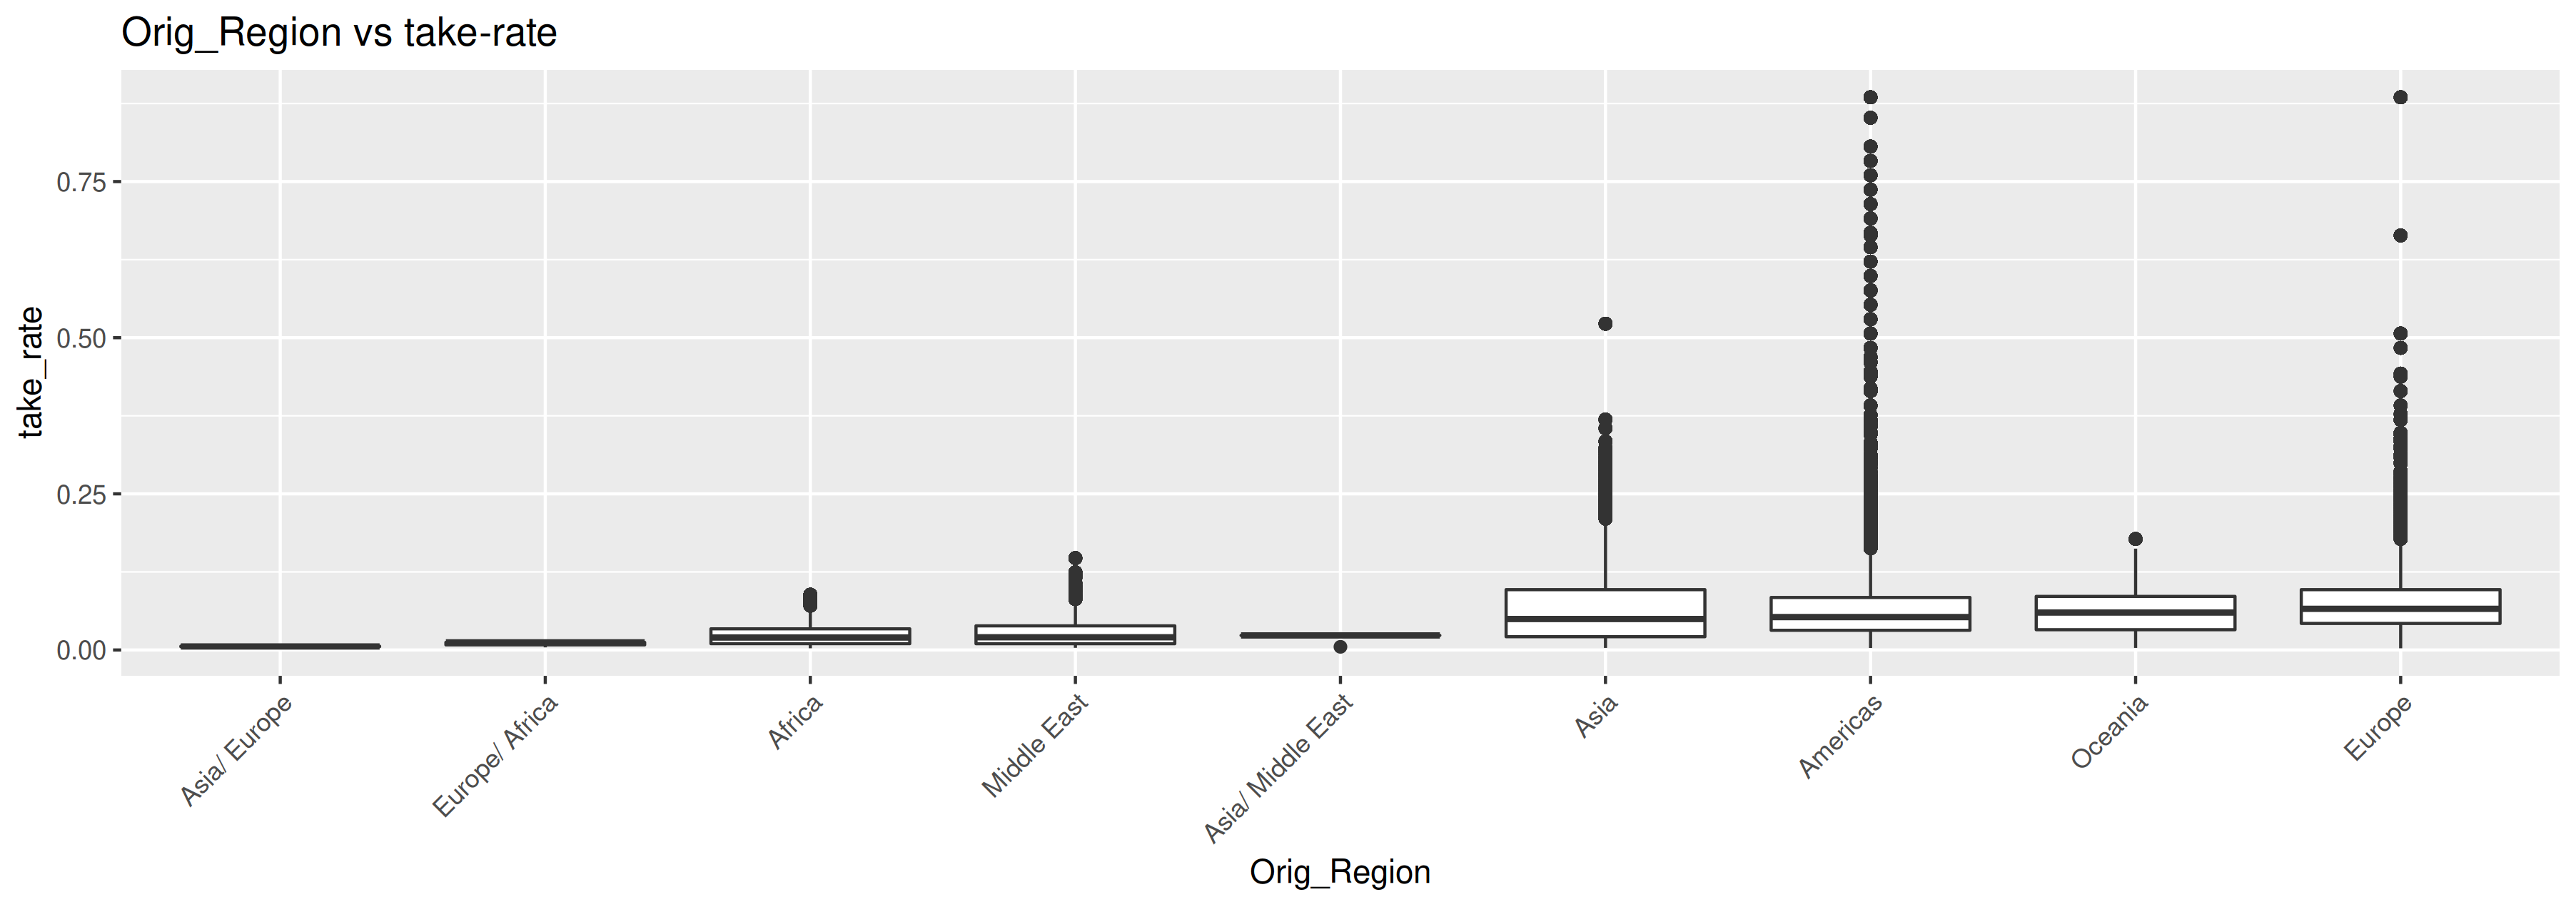 Orig_Region vs take-rate
take_rate
0.75
0.50
0.25
0.00
Asia/ Europe
Europe/ Africa
Africa
Middle East
Asia/ Middle East
Asia
Americas
Oceania
Europe
Orig_Region